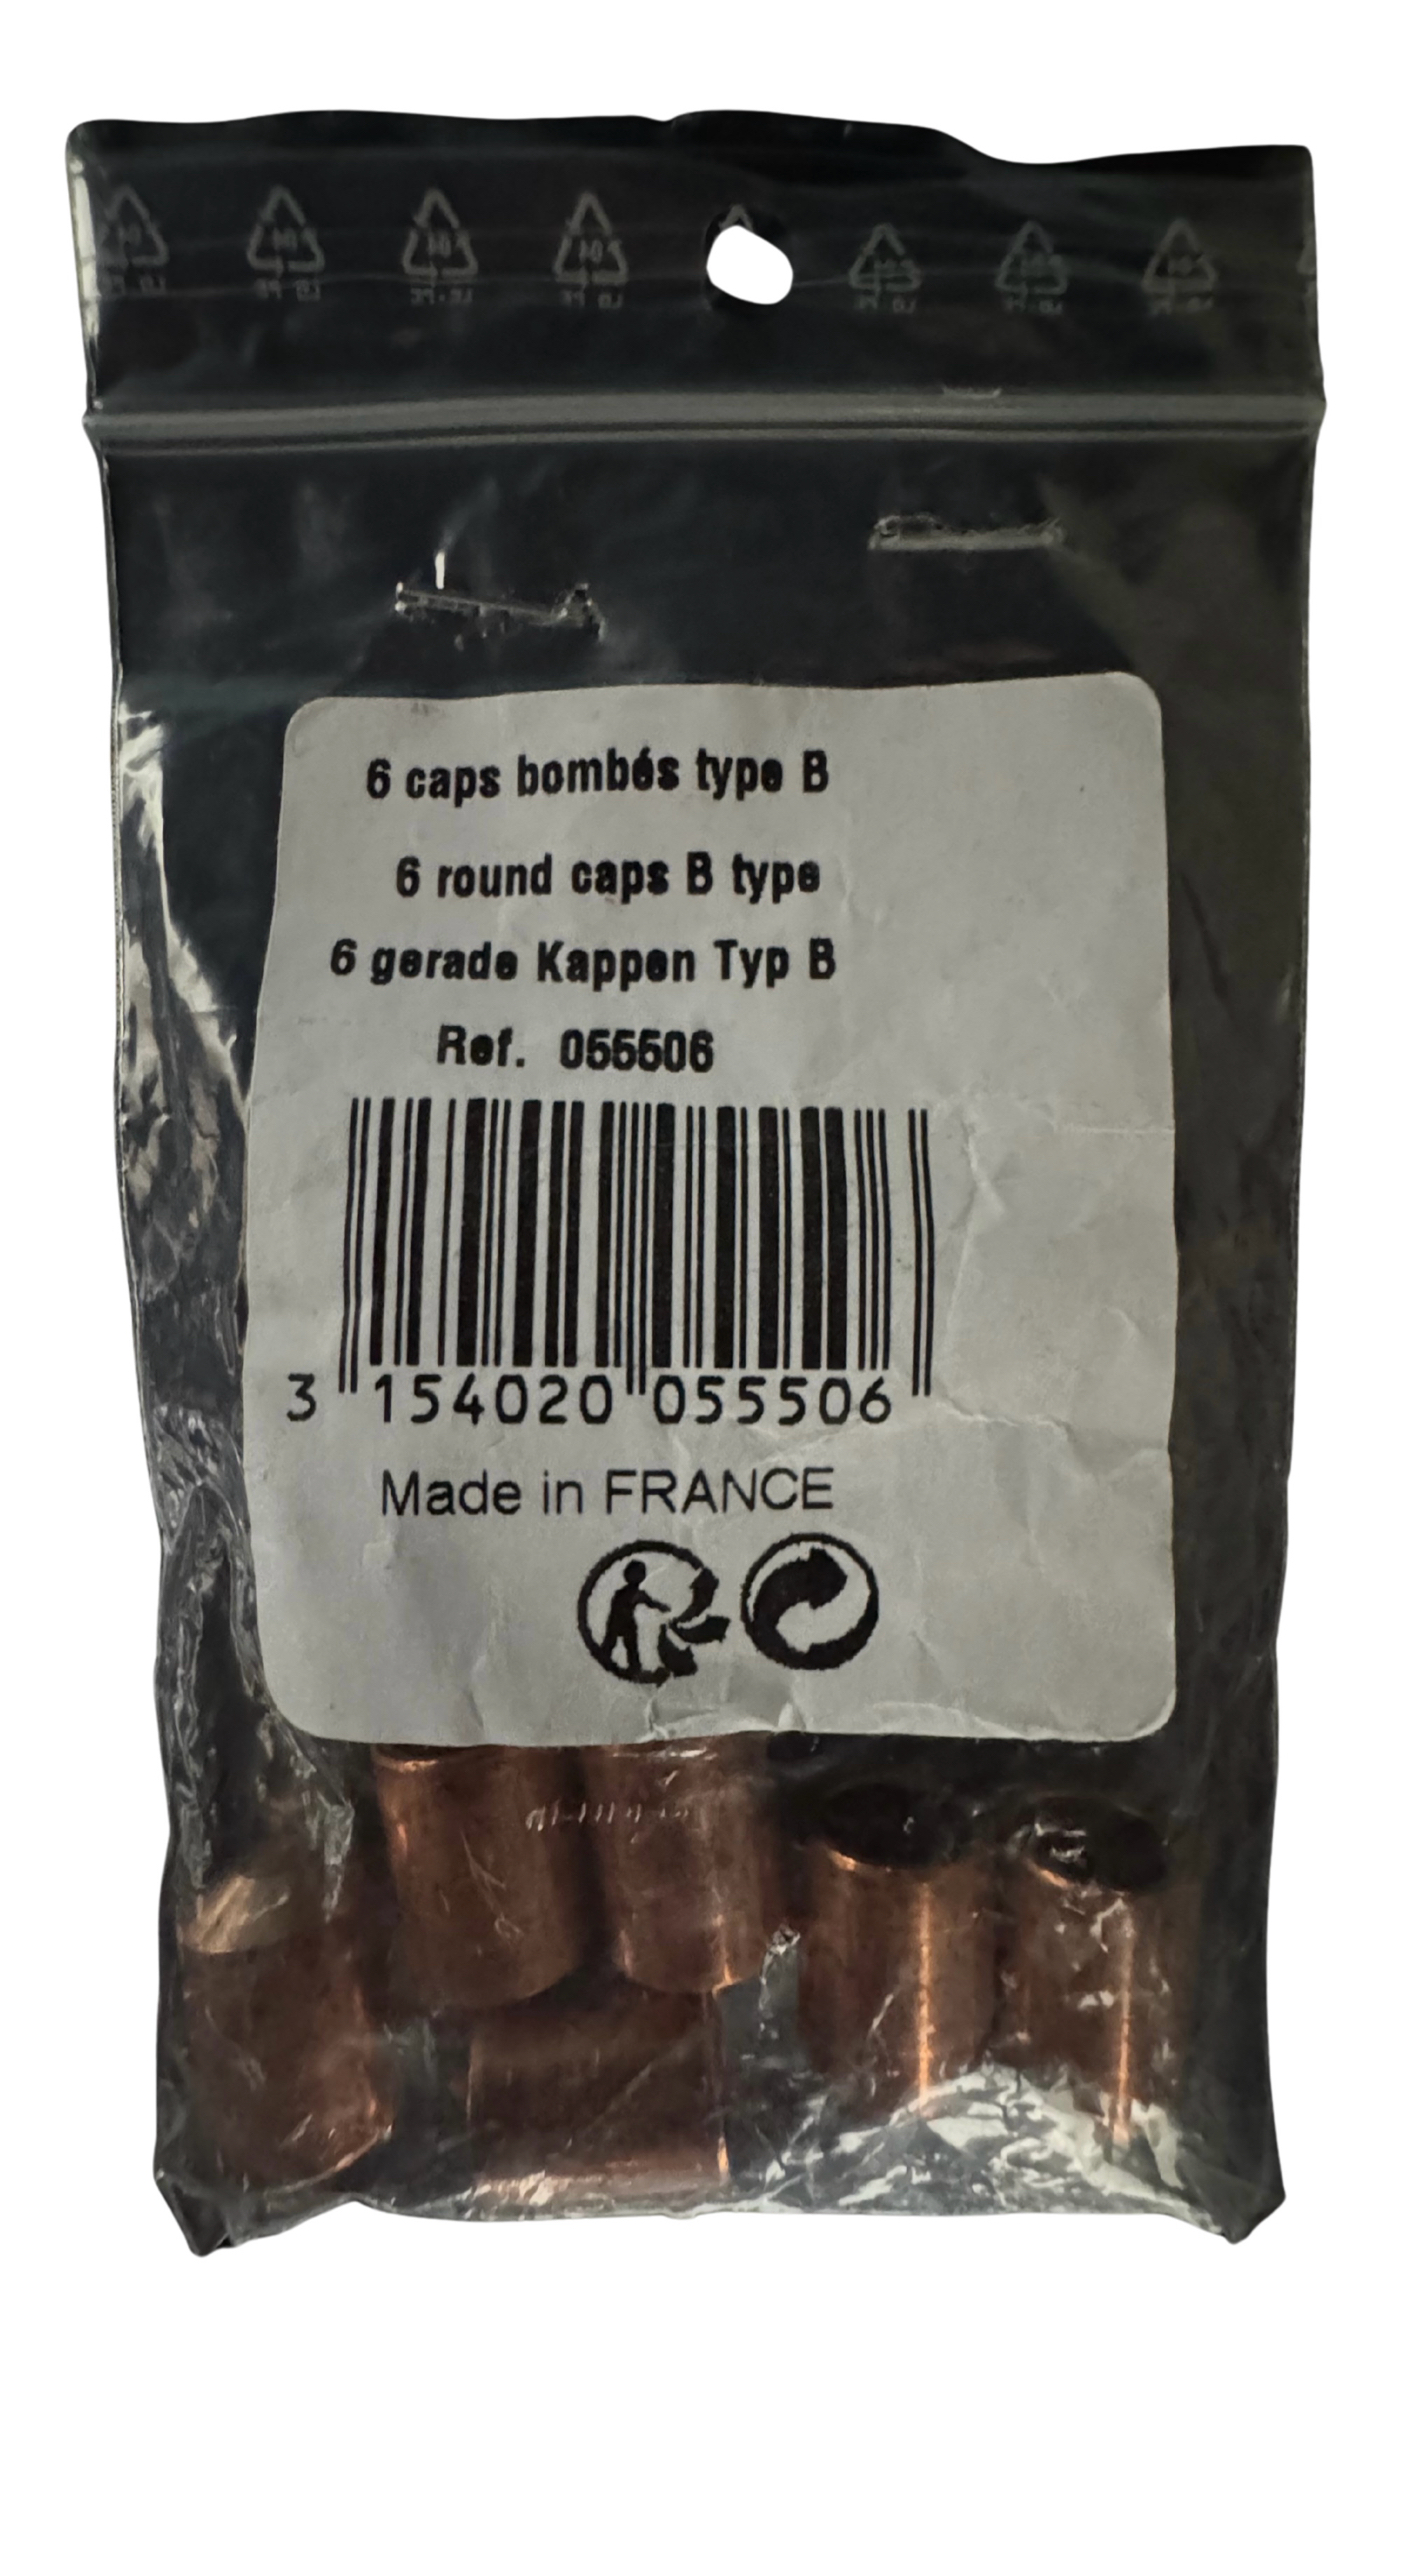 6 caps bombés type B
6 round caps B type
6 gerade Kappen Typ B
Ref. 055506
3 154020 055506
Made in FRANCE